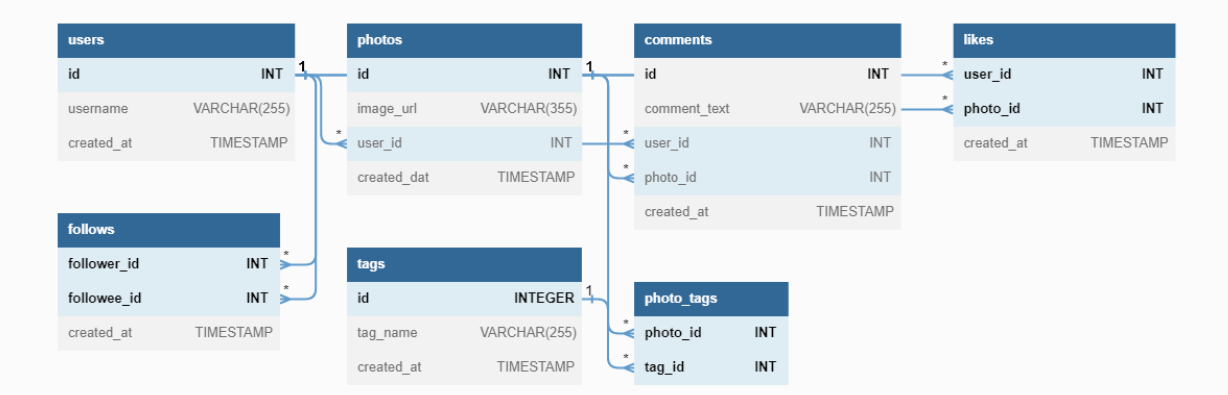 users
id INT 1
username VARCHAR(255)
created_at TIMESTAMP
photos
id INT 1
image_url VARCHAR(355)
* user_id INT
created_dat TIMESTAMP
comments
id INT
comment_text VARCHAR(255)
* user_id INT
* photo_id INT
created_at TIMESTAMP
likes
* user_id INT
* photo_id INT
created_at TIMESTAMP
follows
follower_id INT *
followee_id INT *
created_at TIMESTAMP
tags
id INTEGER 1
tag_name VARCHAR(255)
created_at TIMESTAMP
photo_tags
* photo_id INT
* tag_id INT